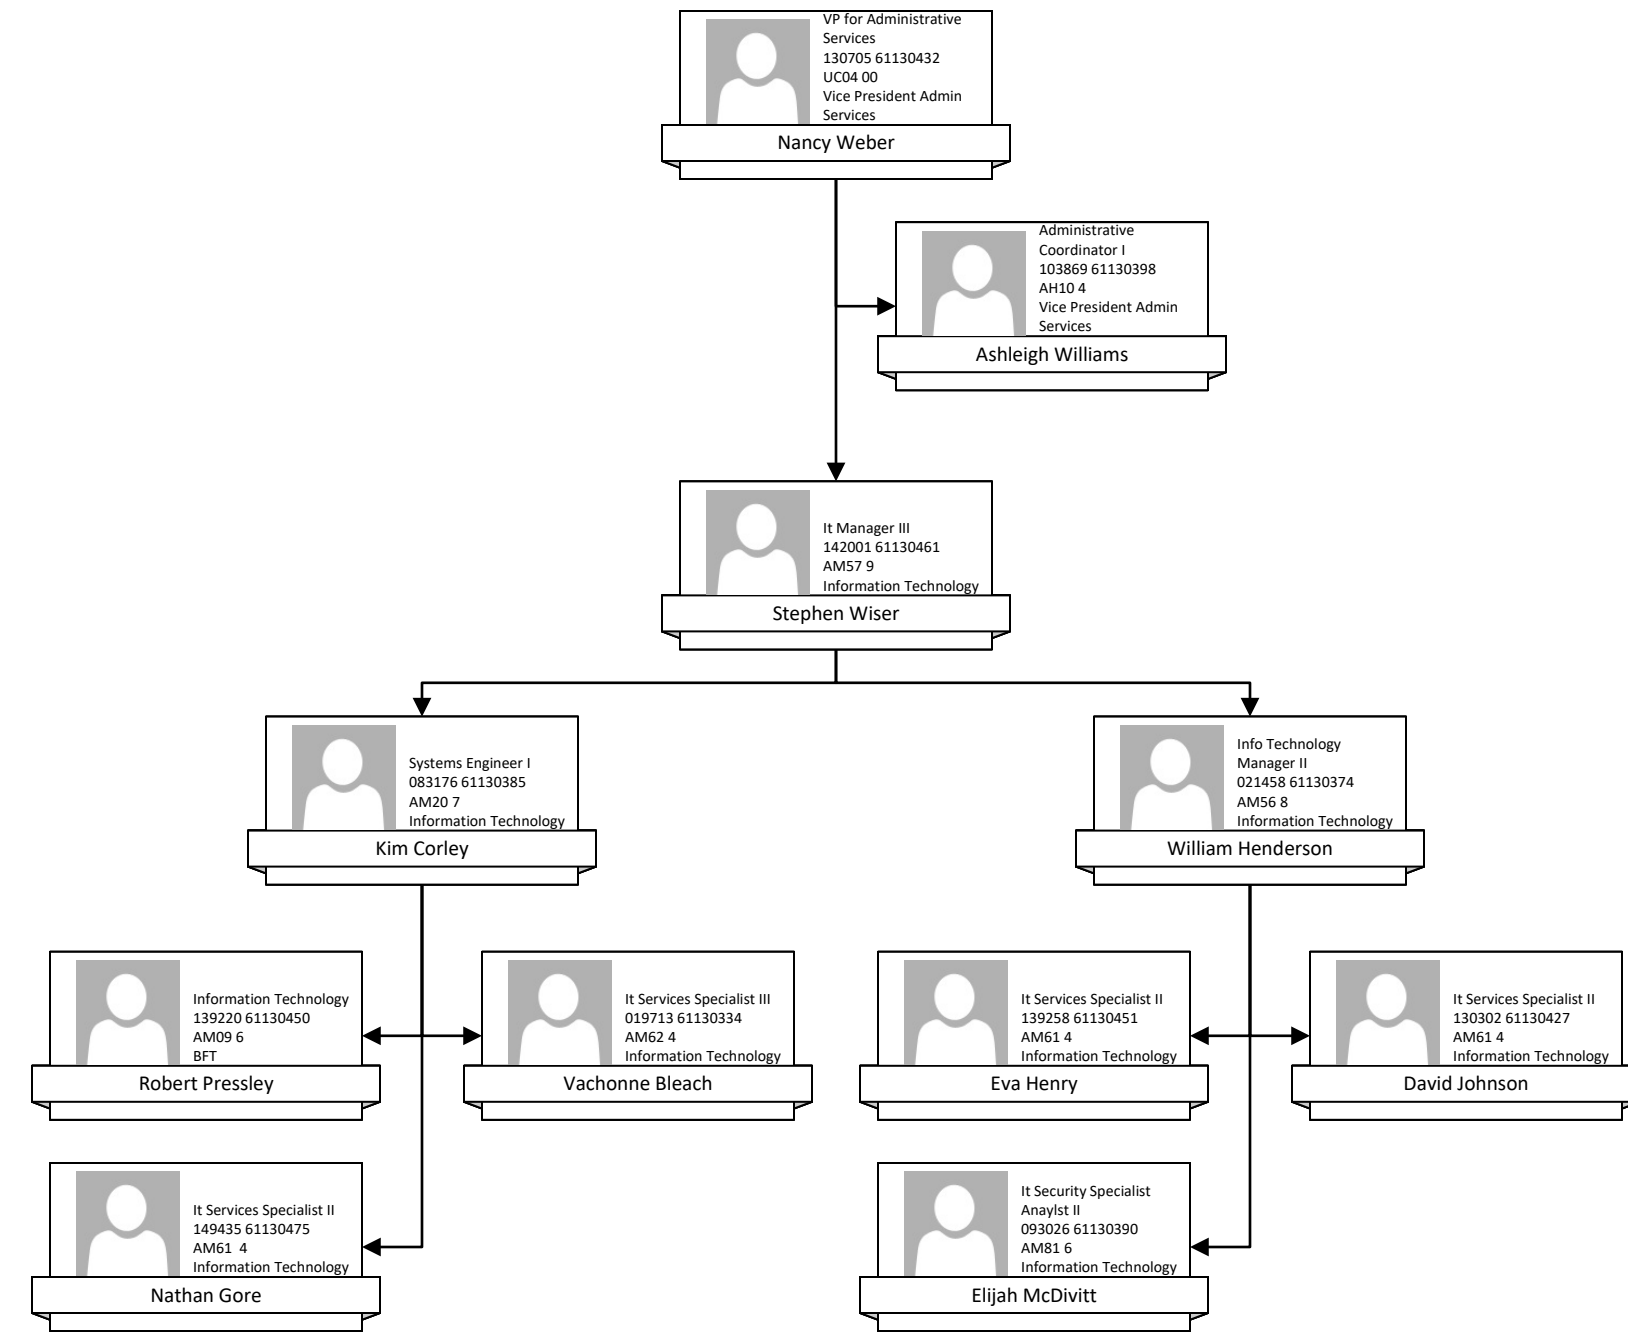 VP for Administrative
Services
130705 61130432
UC04 00
Vice President Admin
Services
Nancy Weber
Administrative
Coordinator I
103869 61130398
AH10 4
Vice President Admin
Services
Ashleigh Williams
It Manager III
142001 61130461
AM57 9
Information Technology
Stephen Wiser
Systems Engineer I
083176 61130385
AM20 7
Information Technology
Kim Corley
Info Technology
Manager II
021458 61130374
AM56 8
Information Technology
William Henderson
Information Technology
139220 61130450
AM09 6
BFT
Robert Pressley
It Services Specialist III
019713 61130334
AM62 4
Information Technology
Vachonne Bleach
It Services Specialist II
139258 61130451
AM61 4
Information Technology
Eva Henry
It Services Specialist II
130302 61130427
AM61 4
Information Technology
David Johnson
It Services Specialist II
149435 61130475
AM61  4
Information Technology
Nathan Gore
It Security Specialist
Anaylst II
093026 61130390
AM81 6
Information Technology
Elijah McDivitt